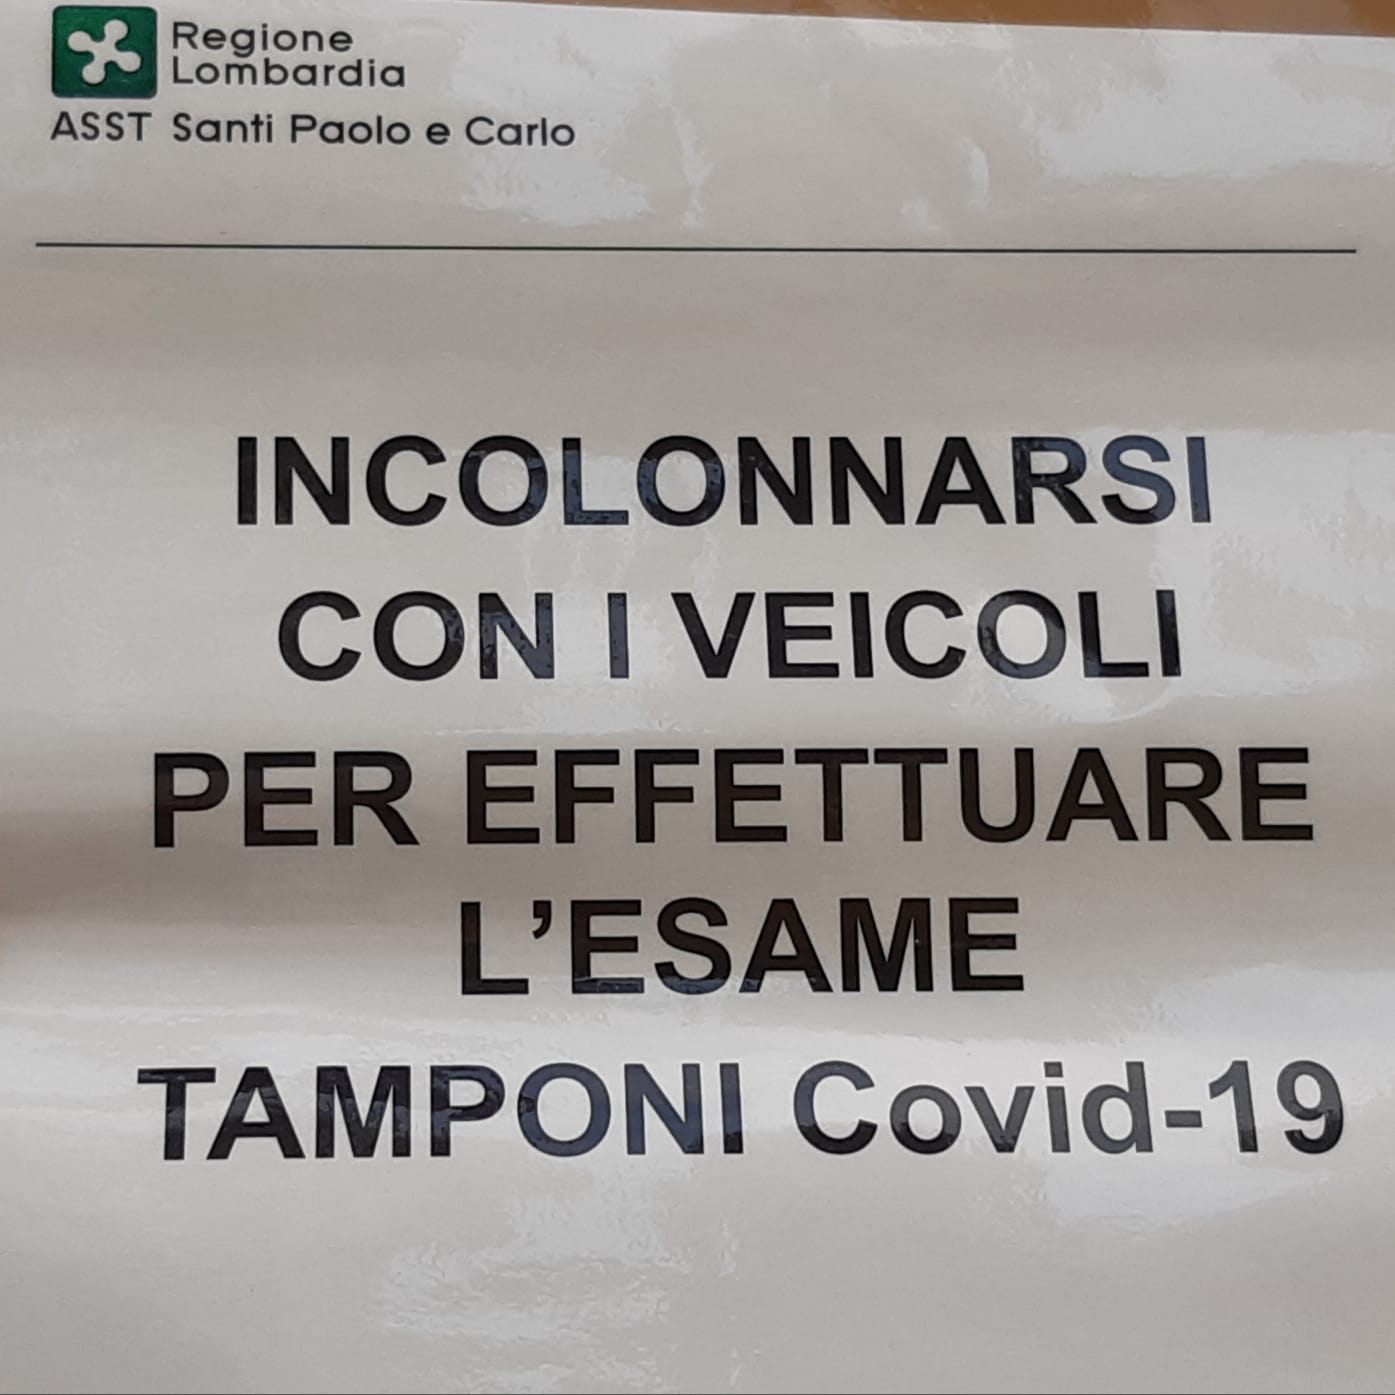 Regione
Lombardia
ASST Santi Paolo e Carlo
INCOLONNARSI
CON I VEICOLI
PER EFFETTUARE
L’ESAME
TAMPONI Covid-19